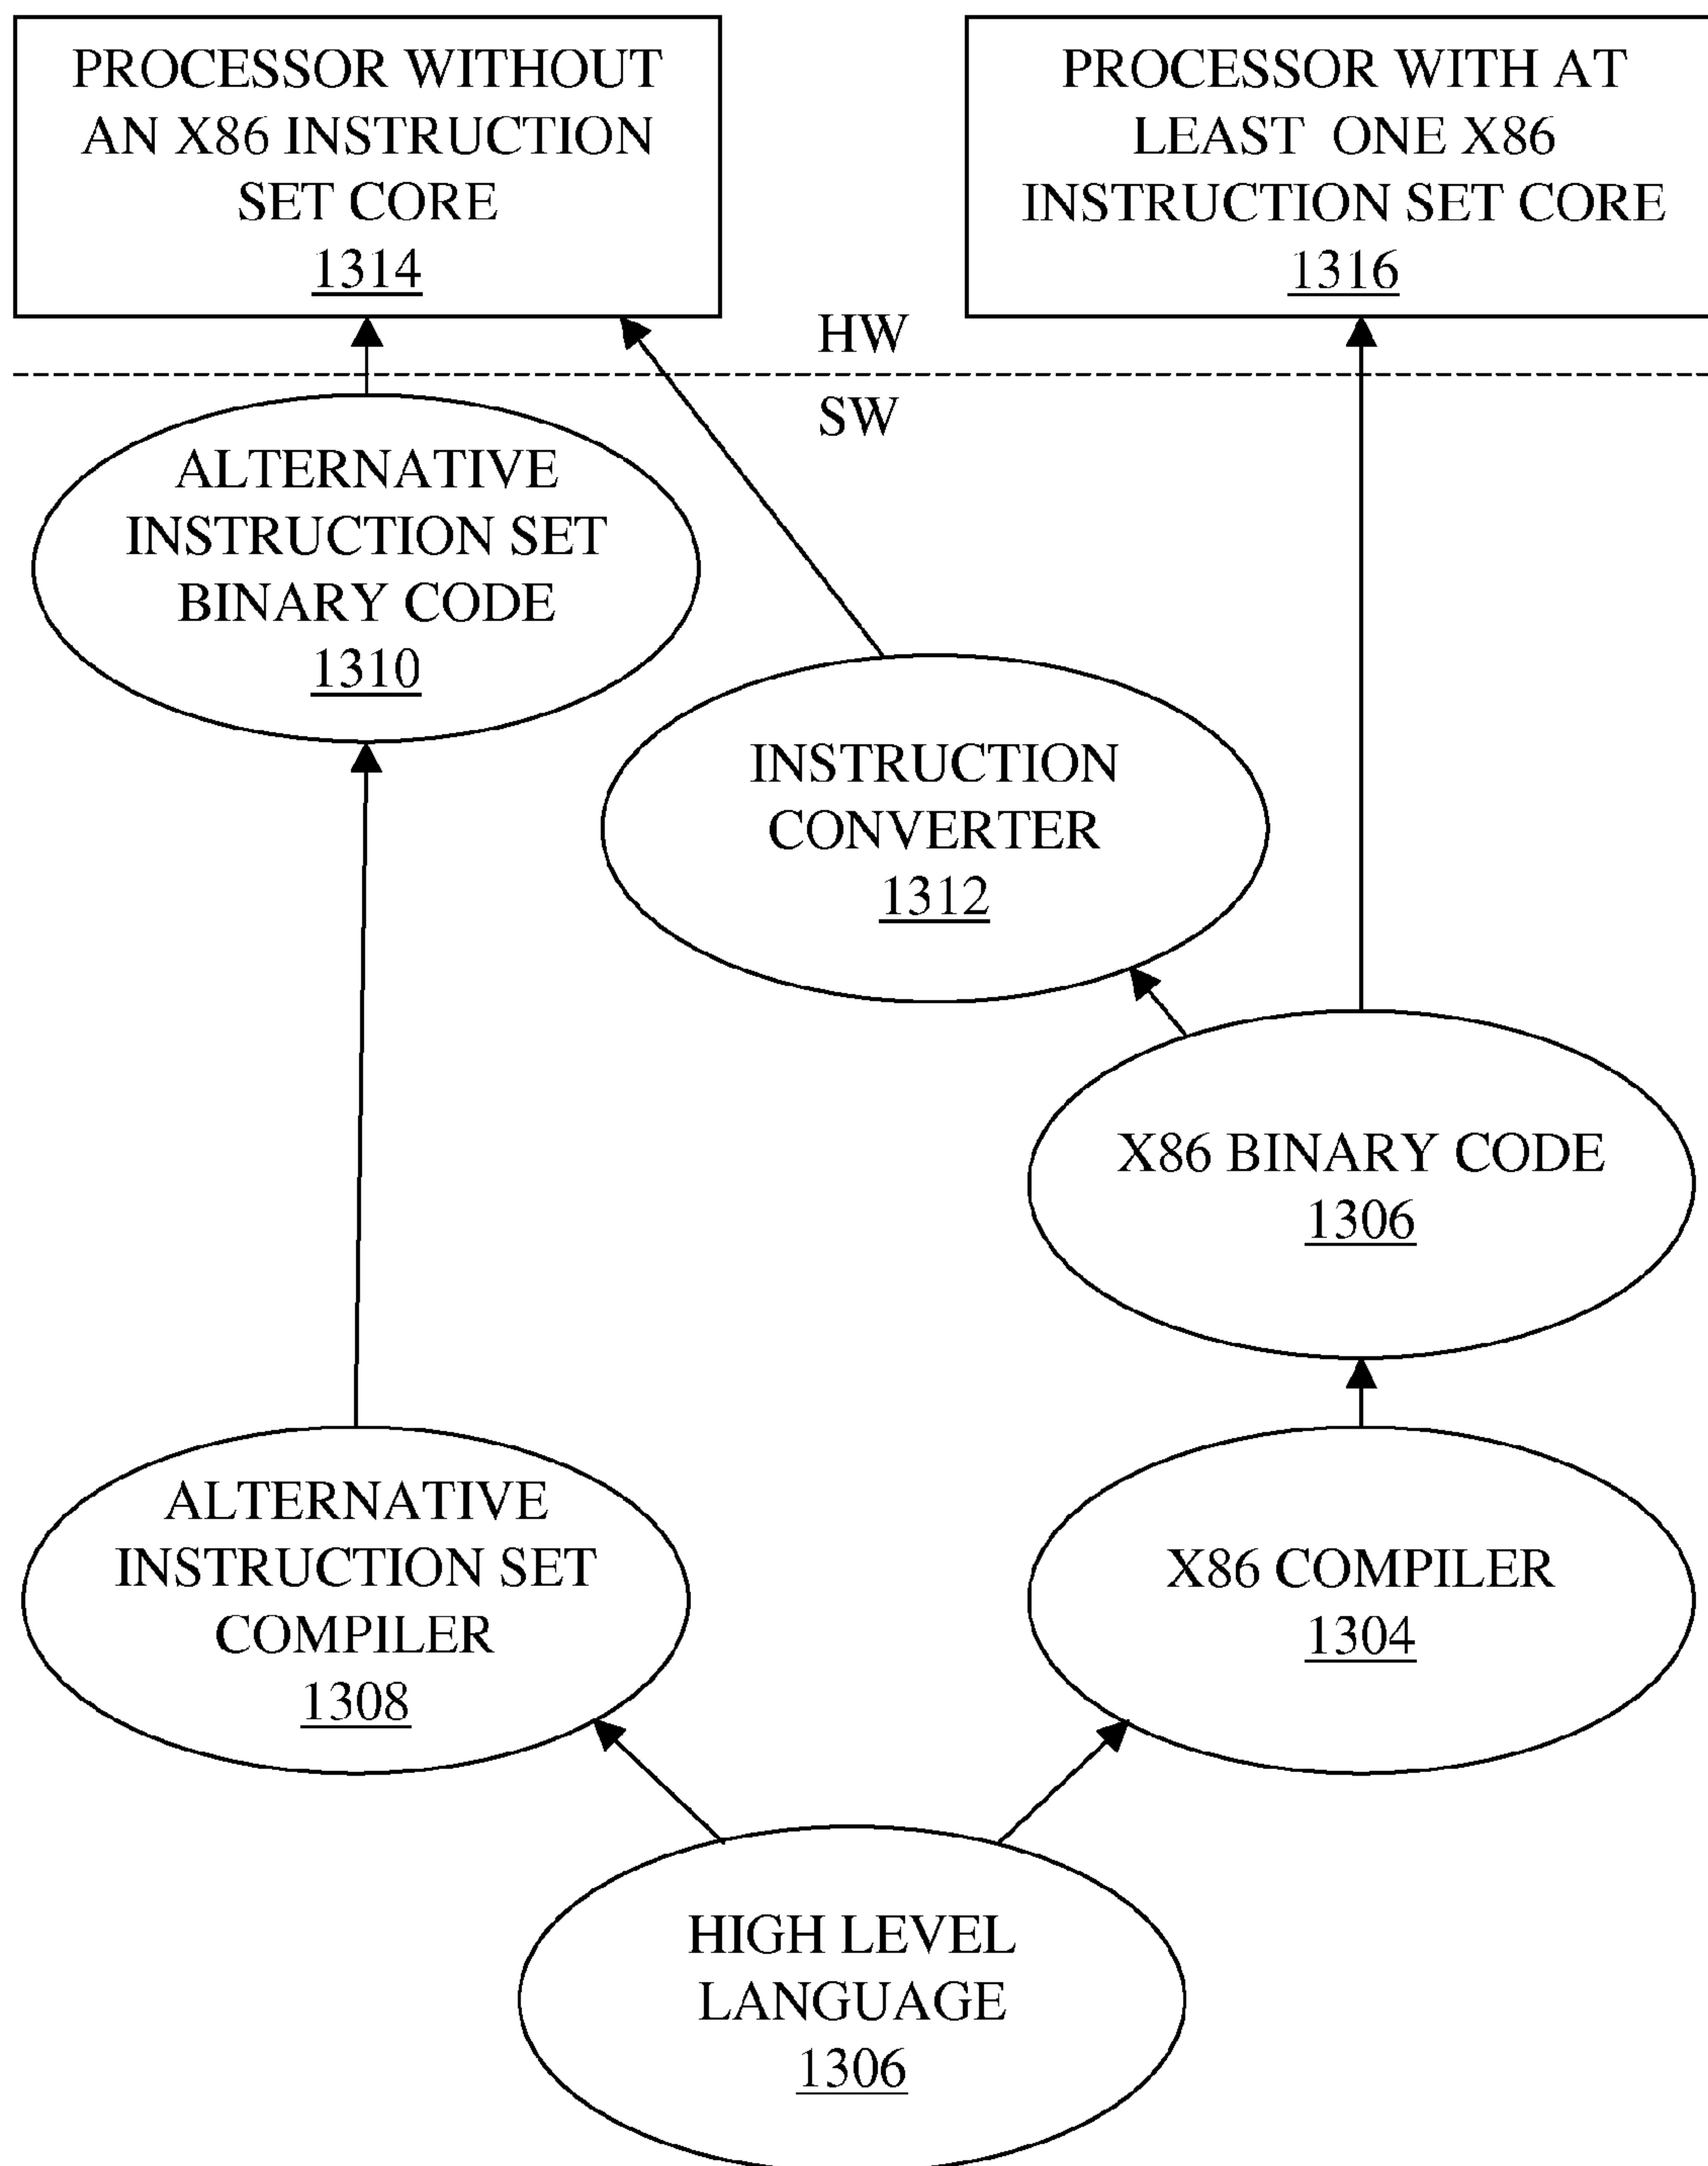 PROCESSOR WITHOUT
AN X86 INSTRUCTION
SET CORE
1314
PROCESSOR WITH AT
LEAST ONE X86
INSTRUCTION SET CORE
1316
HW
SW
ALTERNATIVE
INSTRUCTION SET
BINARY CODE
1310
INSTRUCTION
CONVERTER
1312
X86 BINARY CODE
1306
ALTERNATIVE
INSTRUCTION SET
COMPILER
1308
X86 COMPILER
1304
HIGH LEVEL
LANGUAGE
1306